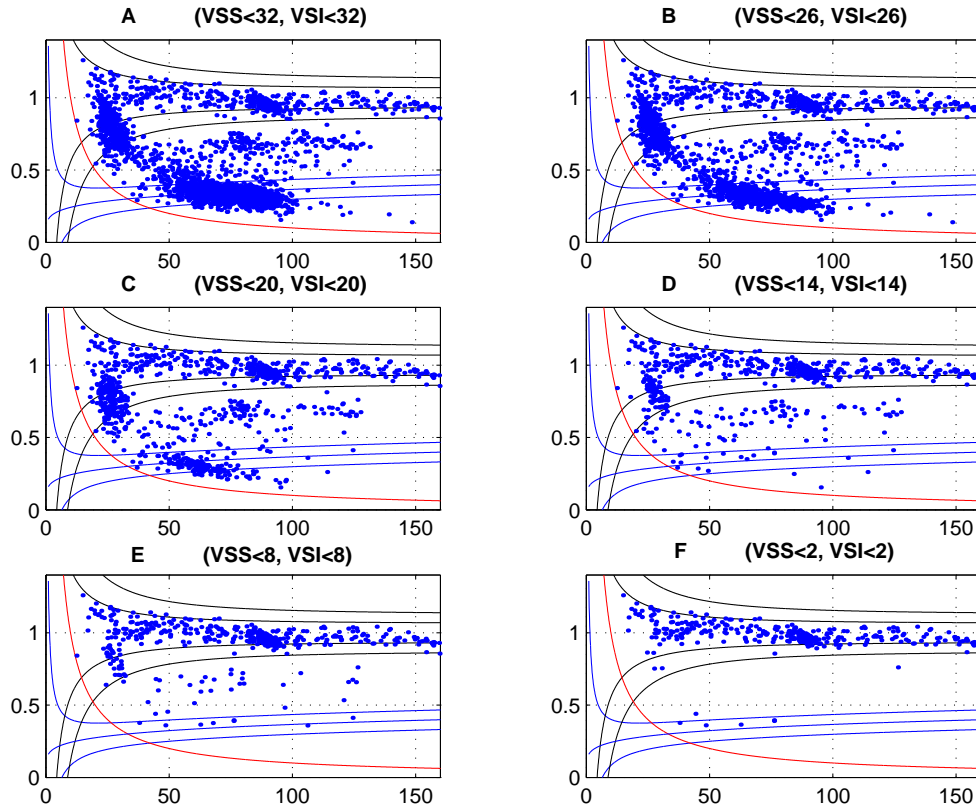 A (VSS<32, VSI<32)
B (VSS<26, VSI<26)
1
0.5
0
0 50 100 150
1
0.5
0
0 50 100 150
C (VSS<20, VSI<20)
D (VSS<14, VSI<14)
1
0.5
0
0 50 100 150
1
0.5
0
0 50 100 150
E (VSS<8, VSI<8)
F (VSS<2, VSI<2)
1
0.5
0
0 50 100 150
1
0.5
0
0 50 100 150